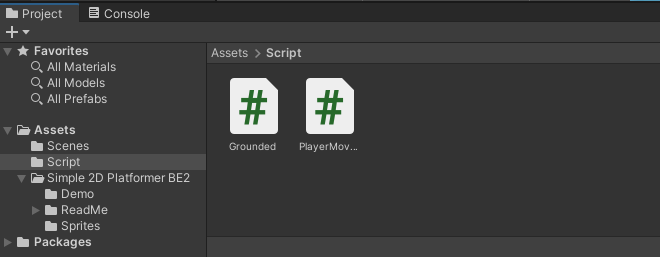 Project
Console
Favorites
All Materials
All Models
All Prefabs
Assets
Scenes
Script
Simple 2D Platformer BE2
Demo
ReadMe
Sprites
Packages
Assets > Script
Grounded
PlayerMov...